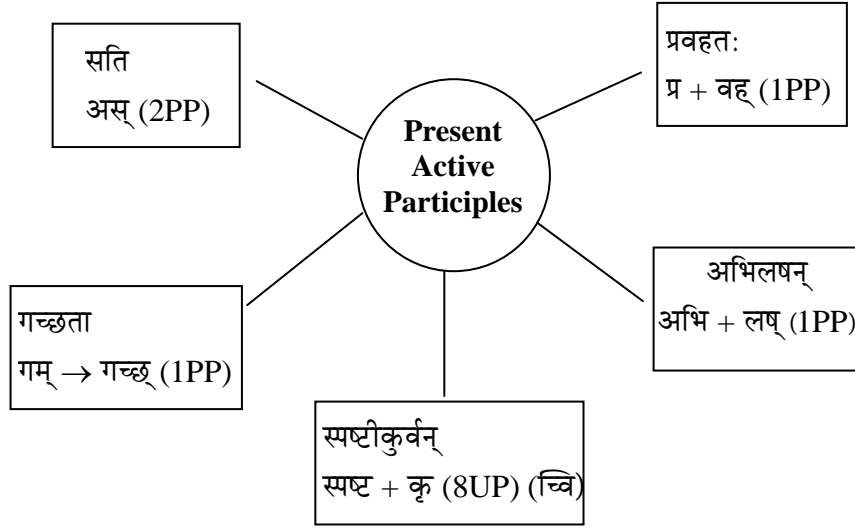 सति
अस् (2PP)
प्रवहतः
प्र + वह् (1PP)
Present
Active
Participles
गच्छता
गम् → गच्छ् (1PP)
अभिलषन्
अभि + लष् (1PP)
स्पष्टीकुर्वन्
स्पष्ट + कृ (8UP) (च्वि)